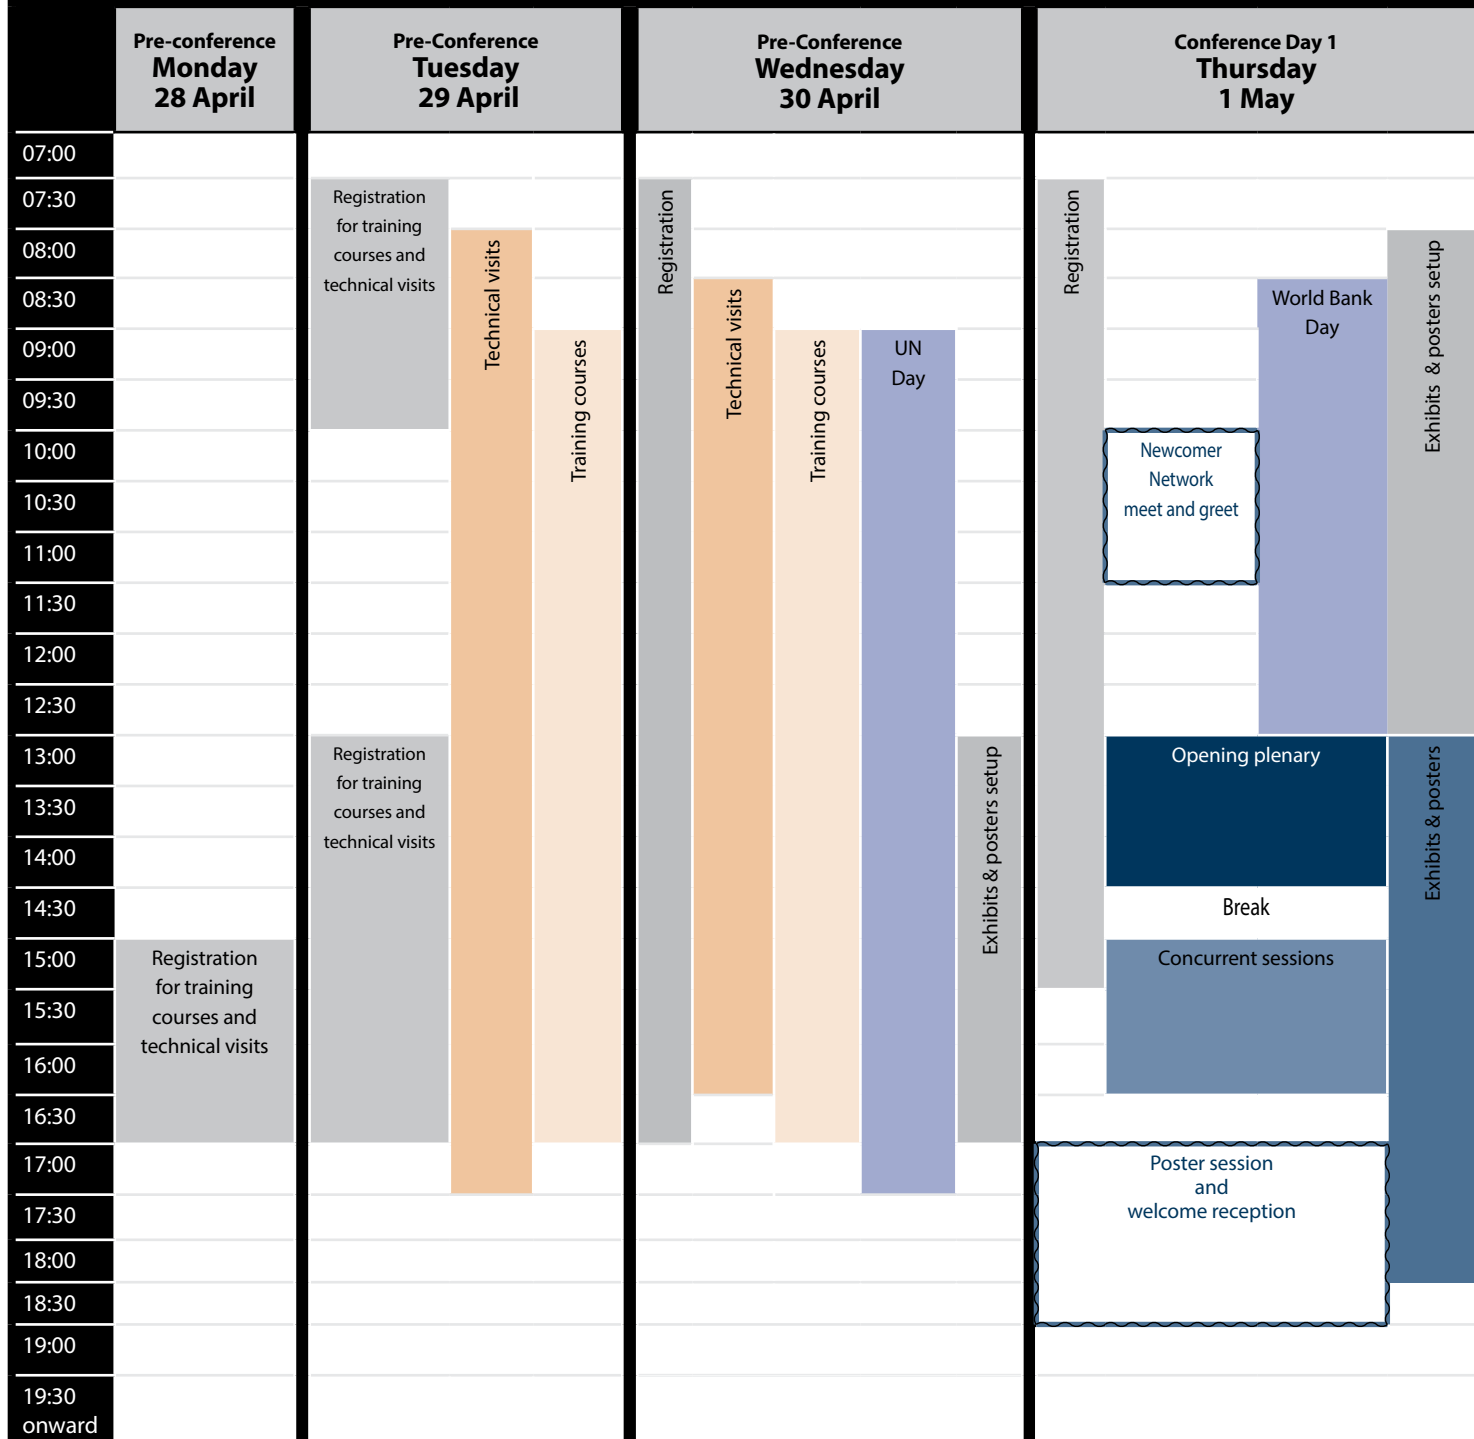 Pre-conference
Monday
28 April
Pre-Conference
Tuesday
29 April
Pre-Conference
Wednesday
30 April
Conference Day 1
Thursday
1 May
07:00
07:30
08:00
08:30
09:00
09:30
10:00
10:30
11:00
11:30
12:00
12:30
13:00
13:30
14:00
14:30
15:00
15:30
16:00
16:30
17:00
17:30
18:00
18:30
19:00
19:30
onward
Registration
for training
courses and
technical visits
Registration
for training
courses and
technical visits
Registration
for training
courses and
technical visits
Technical visits
Training courses
Registration
Technical visits
Training courses
UN
Day
Exhibits & posters setup
Registration
Newcomer
Network
meet and greet
World Bank
Day
Exhibits & posters setup
Opening plenary
Break
Concurrent sessions
Exhibits & posters
Poster session
and
welcome reception